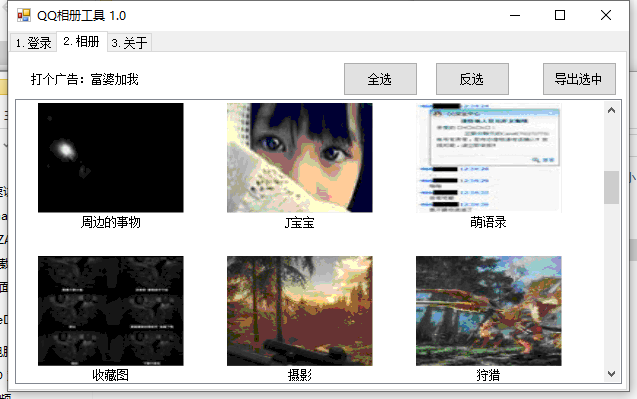 QQ相册工具 1.0
1. 登录 2. 相册 3. 关于
打个广告：富婆加我 全选 反选 导出选中
周边的事物 J宝宝 萌语录
收藏图 摄影 狩猎